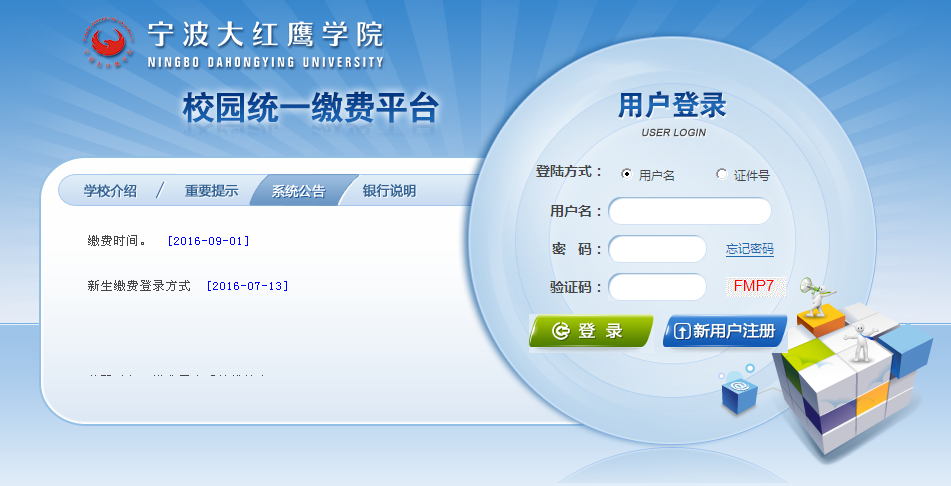 宁波大红鹰学院
NINGBO DAHONGYING UNIVERSITY
校园统一缴费平台
学校介绍 / 重要提示 系统公告 银行说明
缴费时间。 [2016-09-01]
新生缴费登录方式 [2016-07-13]
用户登录
USER LOGIN
登陆方式： 用户名 证件号
用户名：
密 码： 忘记密码
验证码： FMP7
登 录 新用户注册